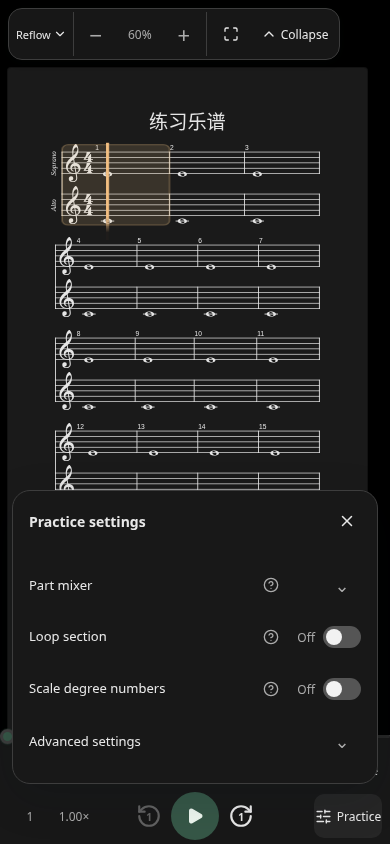 Reflow 60% Collapse
练习乐谱
1 2 3
Soprano
Alto
4 5 6 7
8 9 10 11
12 13 14 15
Practice settings
Part mixer
Loop section Off
Scale degree numbers Off
Advanced settings
1 1.00× 1 1 Practice